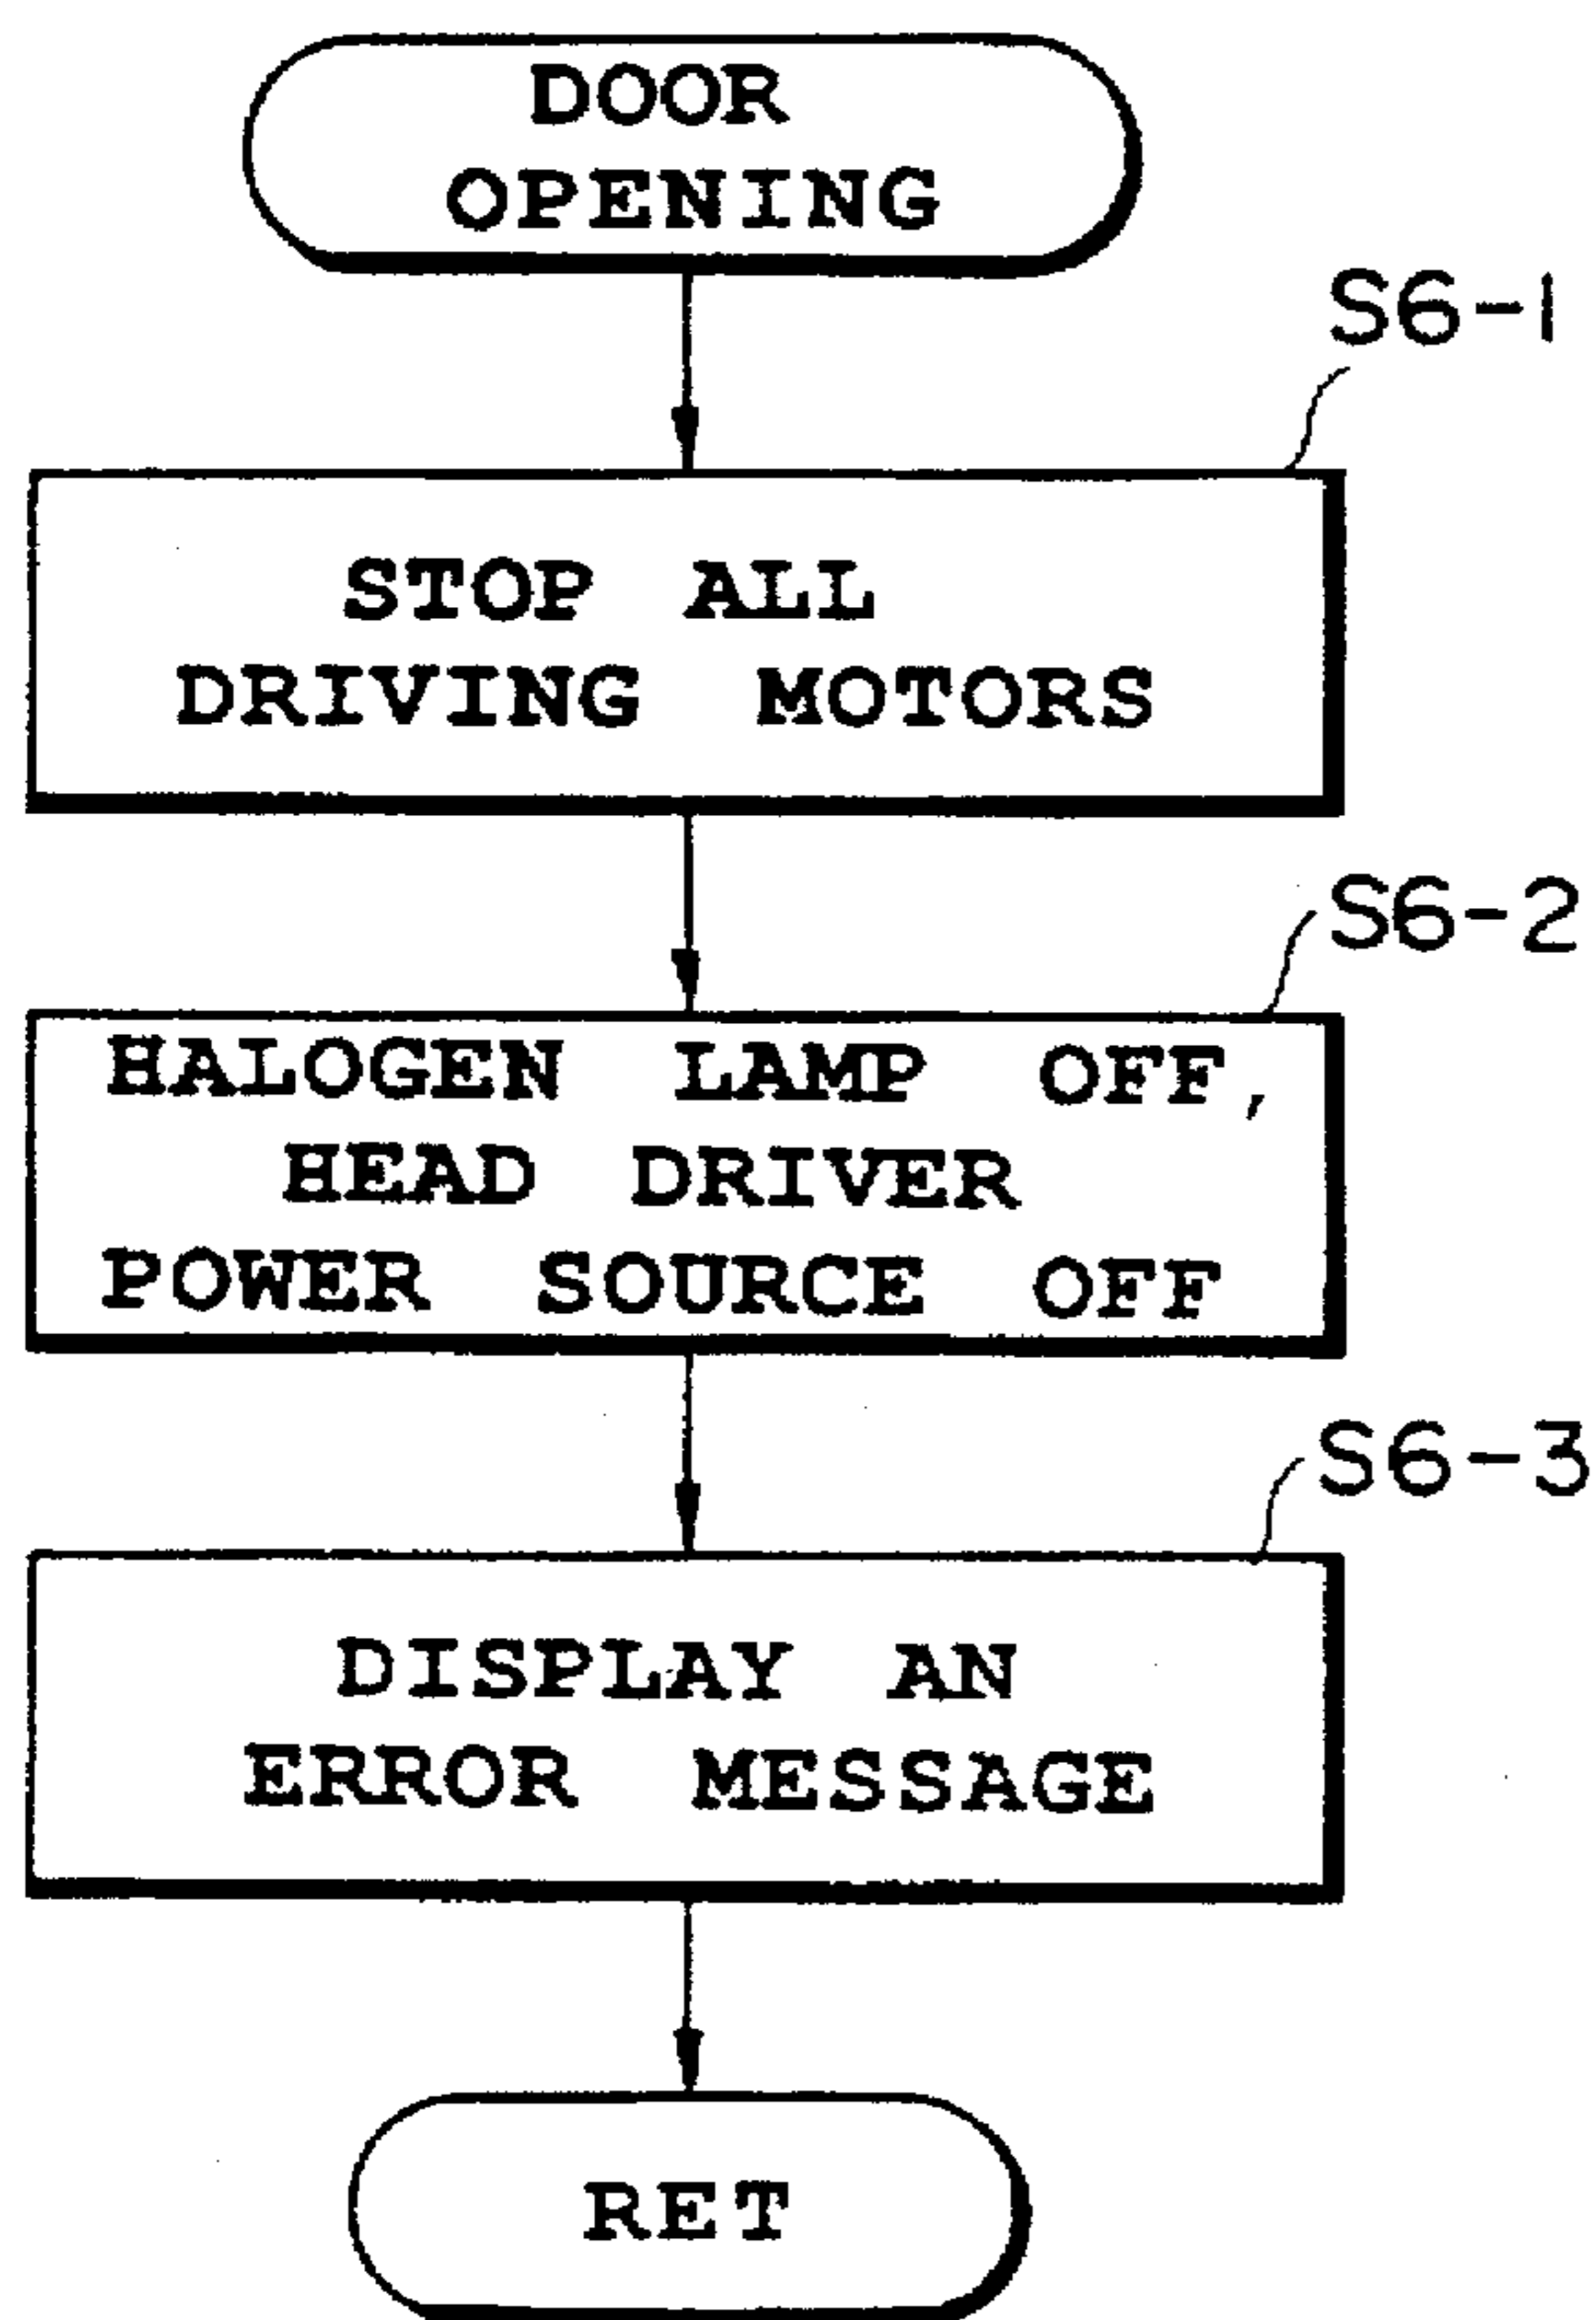 DOOR
OPENING
S6-1
STOP ALL
DRIVING MOTORS
S6-2
HALOGEN LAMP OFF,
HEAD DRIVER
POWER SOURCE OFF
S6-3
DISPLAY AN
ERROR MESSAGE
RET